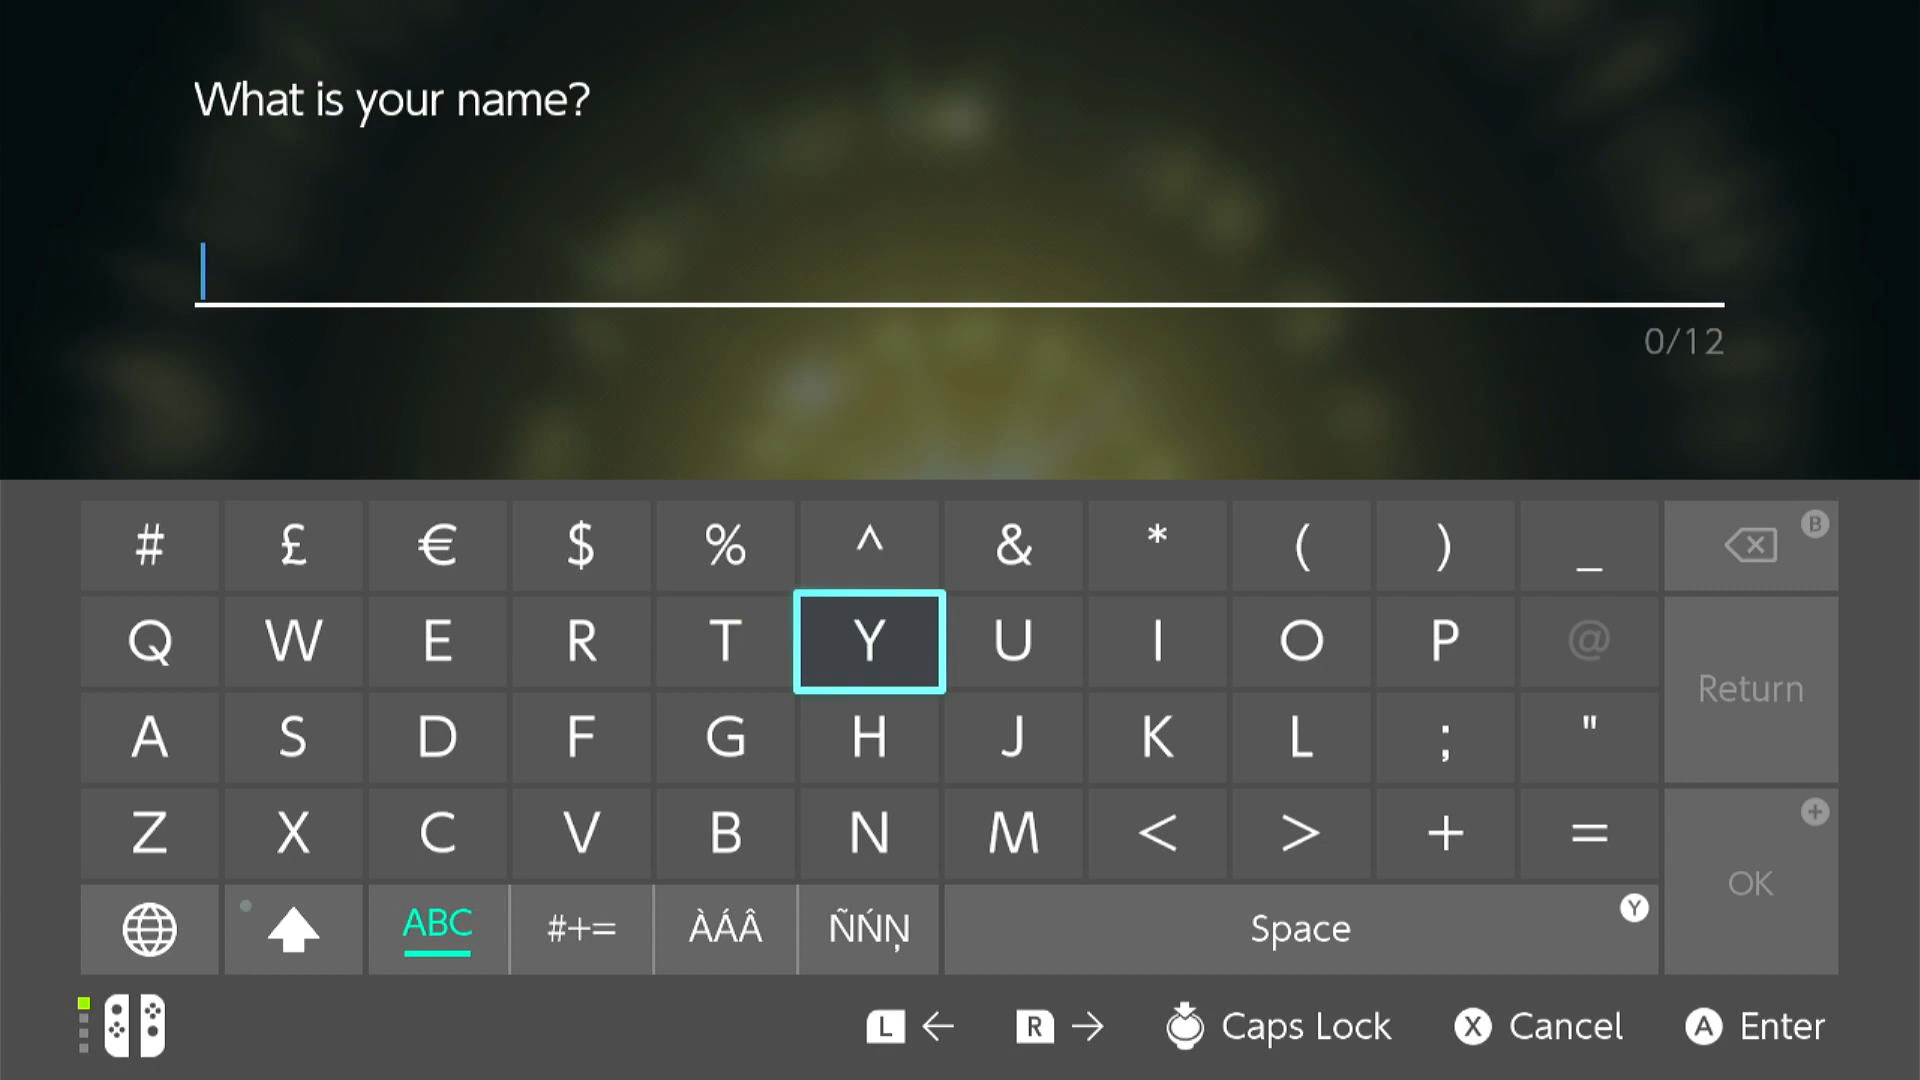 What is your name?
0/12
# £ € $ % ^ & * ( ) _ B
Q W E R T Y U I O P @ Return
A S D F G H J K L ; "
Z X C V B N M < > + = + OK
ABC #+= ÀÁÂ ÑŃŅ Space Y
L ← R → Caps Lock X Cancel A Enter